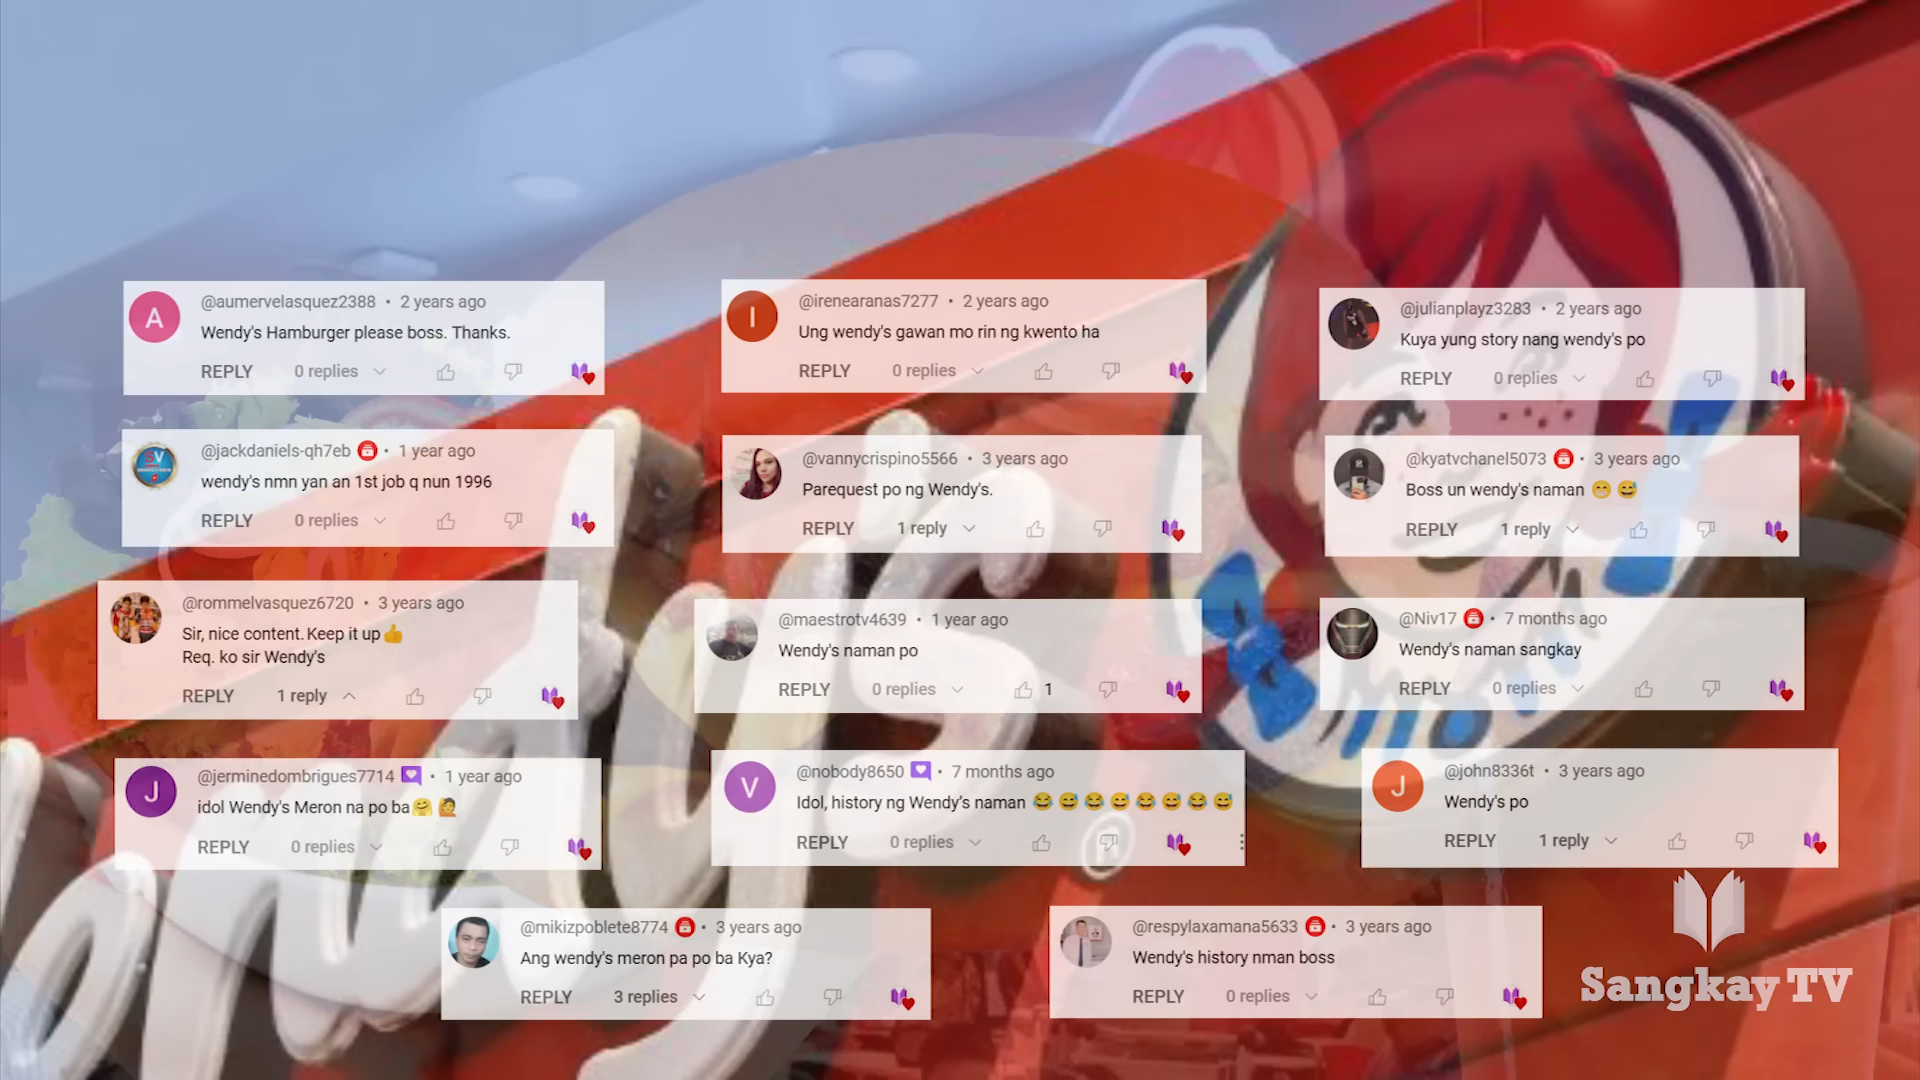 @aumervelasquez2388 • 2 years ago
Wendy's Hamburger please boss. Thanks.
REPLY 0 replies
@irenearanas7277 • 2 years ago
Ung wendy's gawan mo rin ng kwento ha
REPLY 0 replies
@julianplayz3283 • 2 years ago
Kuya yung story nang wendy's po
REPLY 0 replies
@jackdaniels-qh7eb • 1 year ago
wendy's nmn yan an 1st job q nun 1996
REPLY 0 replies
@vannycrispino5566 • 3 years ago
Parequest po ng Wendy's.
REPLY 1 reply
@kyatvchanel5073 • 3 years ago
Boss un wendy's naman 😁 😅
REPLY 1 reply
@rommelvasquez6720 • 3 years ago
Sir, nice content. Keep it up👍
Req. ko sir Wendy's
REPLY 1 reply
@maestrotv4639 • 1 year ago
Wendy's naman po
REPLY 0 replies 1
@Niv17 • 7 months ago
Wendy's naman sangkay
REPLY 0 replies
@jerminedombrigues7714 • 1 year ago
idol Wendy's Meron na po ba🤗 🙋
REPLY 0 replies
@nobody8650 • 7 months ago
Idol, history ng Wendy's naman 😂 😅 😂 😅 😂 😅 😂 😅
REPLY 0 replies
@john8336t • 3 years ago
Wendy's po
REPLY 1 reply
@mikizpoblete8774 • 3 years ago
Ang wendy's meron pa po ba Kya?
REPLY 3 replies
@respylaxamana5633 • 3 years ago
Wendy's history nman boss
REPLY 0 replies
Sangkay TV
A
I
SV
J
V
J
®